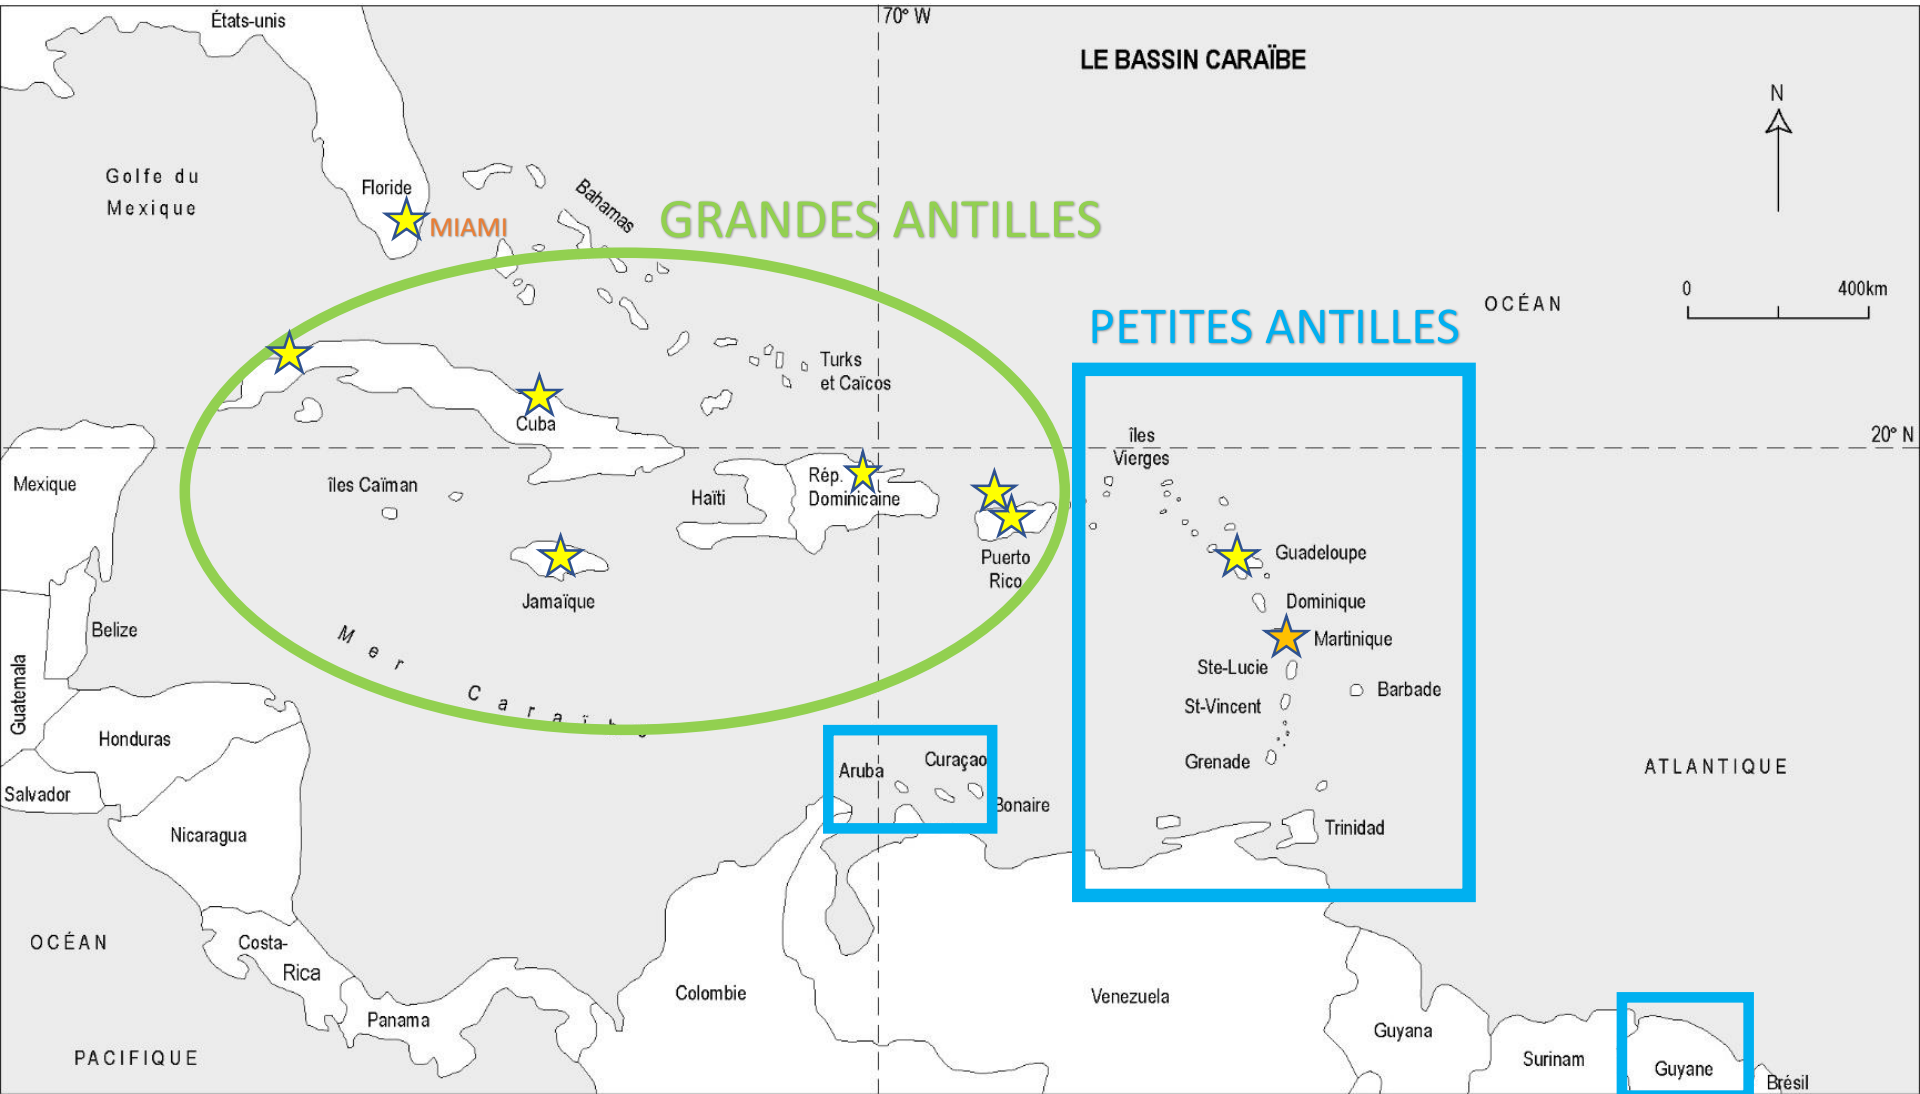 États-unis
70° W
LE BASSIN CARAÏBE
N
Golfe du
Mexique
Floride
MIAMI
Bahamas
GRANDES ANTILLES
OCÉAN
0
400km
PETITES ANTILLES
Turks
et Caïcos
Cuba
20° N
îles
Vierges
Mexique
îles Caïman
Haïti
Rép.
Dominicaine
Puerto
Rico
Guadeloupe
Jamaïque
Dominique
Belize
Martinique
Mer
Ste-Lucie
Guatemala
Barbade
St-Vincent
Honduras
Grenade
Aruba
Curaçao
ATLANTIQUE
Salvador
Bonaire
Nicaragua
Trinidad
OCÉAN
Costa-
Rica
Colombie
Venezuela
Panama
Guyana
PACIFIQUE
Surinam
Guyane
Brésil